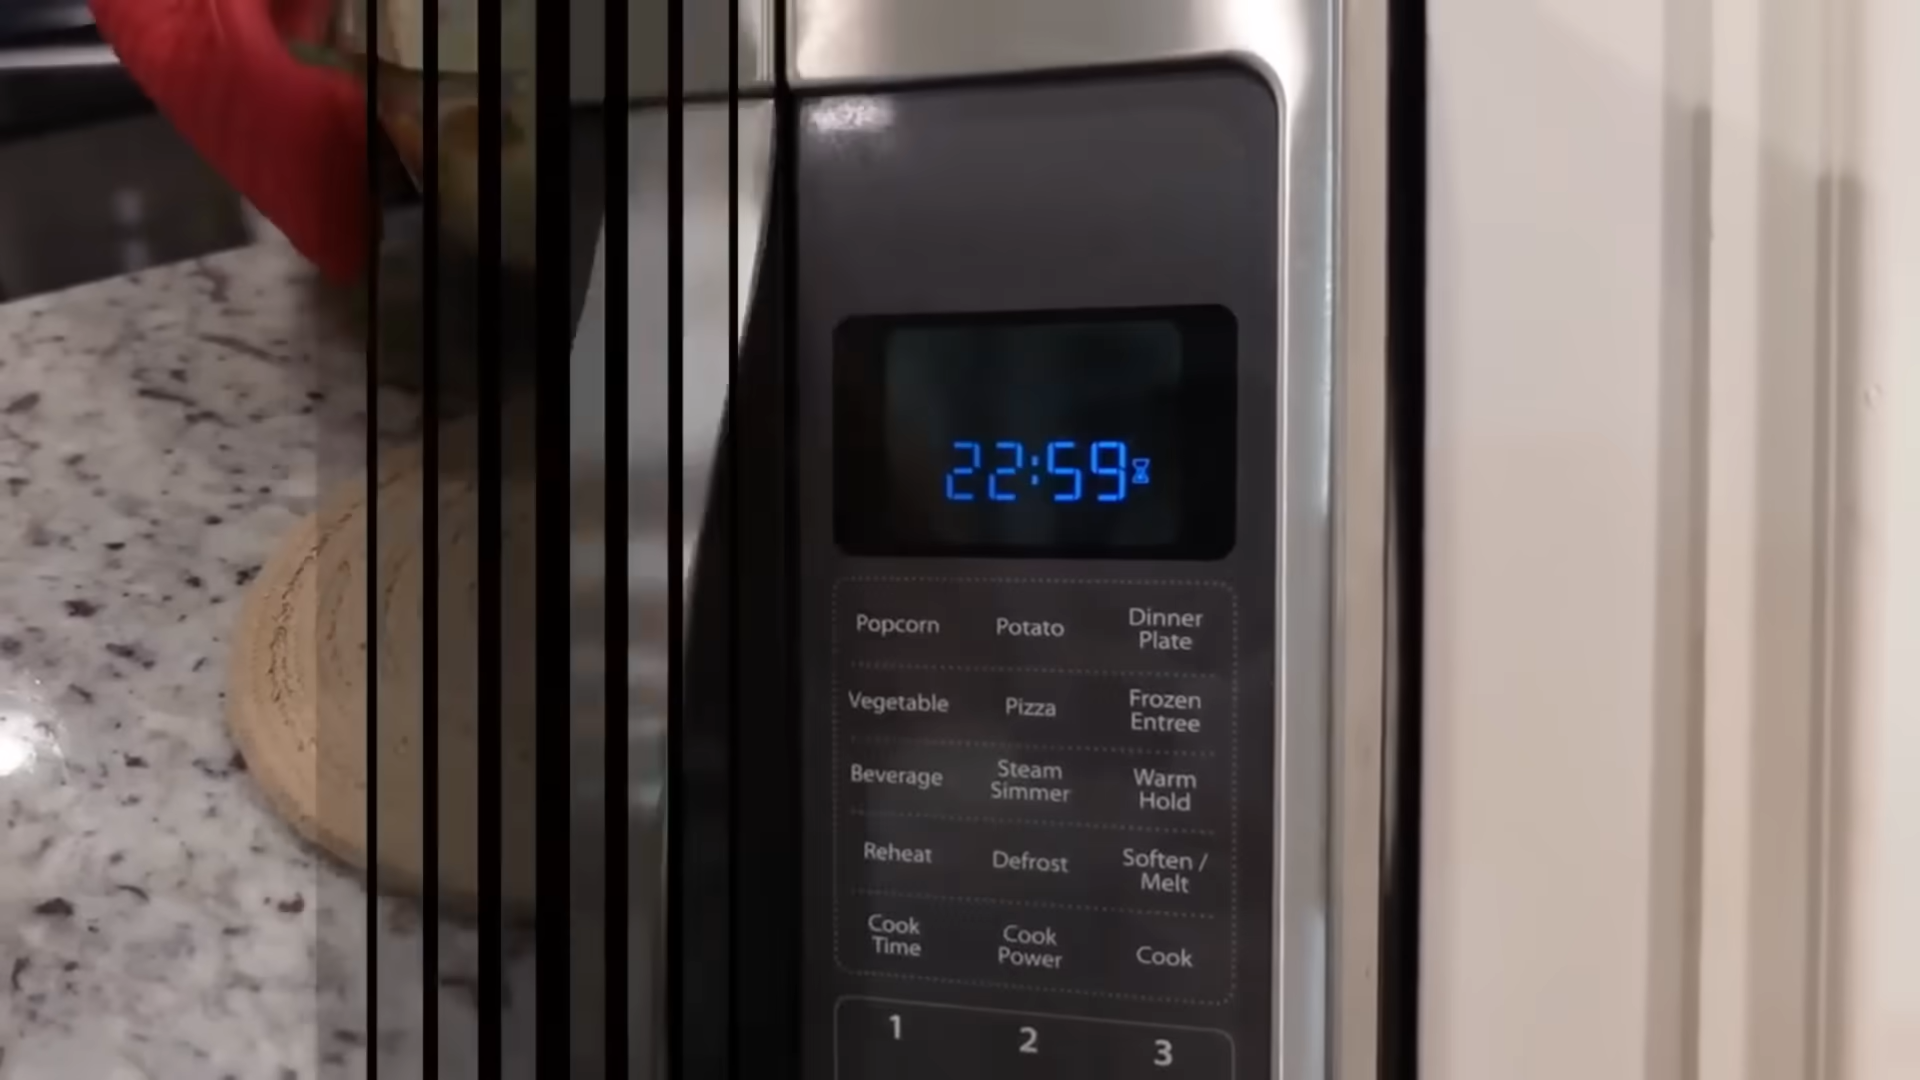 22:59
Popcorn
Potato
Dinner
Plate
Vegetable
Pizza
Frozen
Entree
Beverage
Steam
Simmer
Warm
Hold
Reheat
Defrost
Soften /
Melt
Cook
Time
Cook
Power
Cook
1
2
3